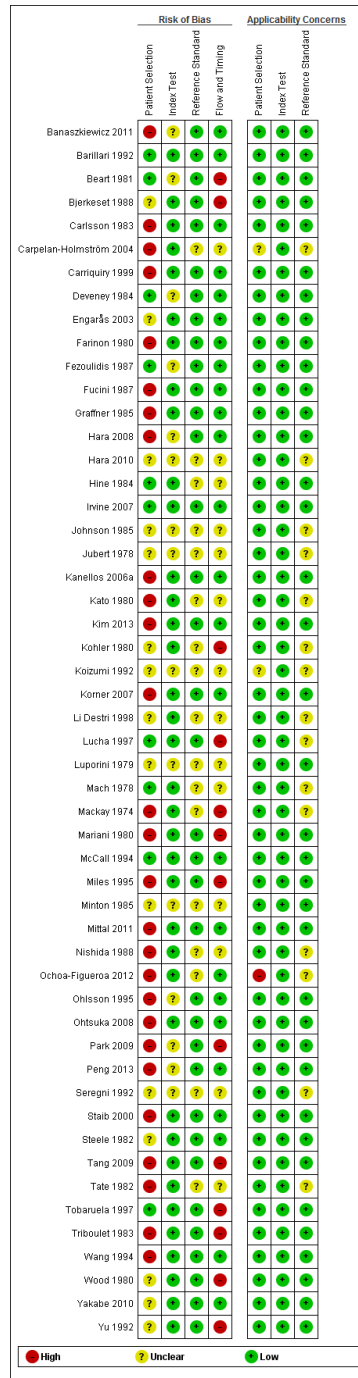 Risk of Bias
Applicability Concerns
Patient Selection
Index Test
Reference Standard
Flow and Timing
Patient Selection
Index Test
Reference Standard
Banaszkiewicz 2011
Barillari 1992
Beart 1981
Bjerkeset 1988
Carlsson 1983
Carpelan-Holmström 2004
Carriquiry 1999
Deveney 1984
Engarås 2003
Farinon 1980
Fezoulidis 1987
Fucini 1987
Graffner 1985
Hara 2008
Hara 2010
Hine 1984
Irvine 2007
Johnson 1985
Jubert 1978
Kanellos 2006a
Kato 1980
Kim 2013
Kohler 1980
Koizumi 1992
Korner 2007
Li Destri 1998
Lucha 1997
Luporini 1979
Mach 1978
Mackay 1974
Mariani 1980
McCall 1994
Miles 1995
Minton 1985
Mittal 2011
Nishida 1988
Ochoa-Figueroa 2012
Ohlsson 1995
Ohtsuka 2008
Park 2009
Peng 2013
Seregni 1992
Staib 2000
Steele 1982
Tang 2009
Tate 1982
Tobaruela 1997
Triboulet 1983
Wang 1994
Wood 1980
Yakabe 2010
Yu 1992
High
? Unclear
+ Low